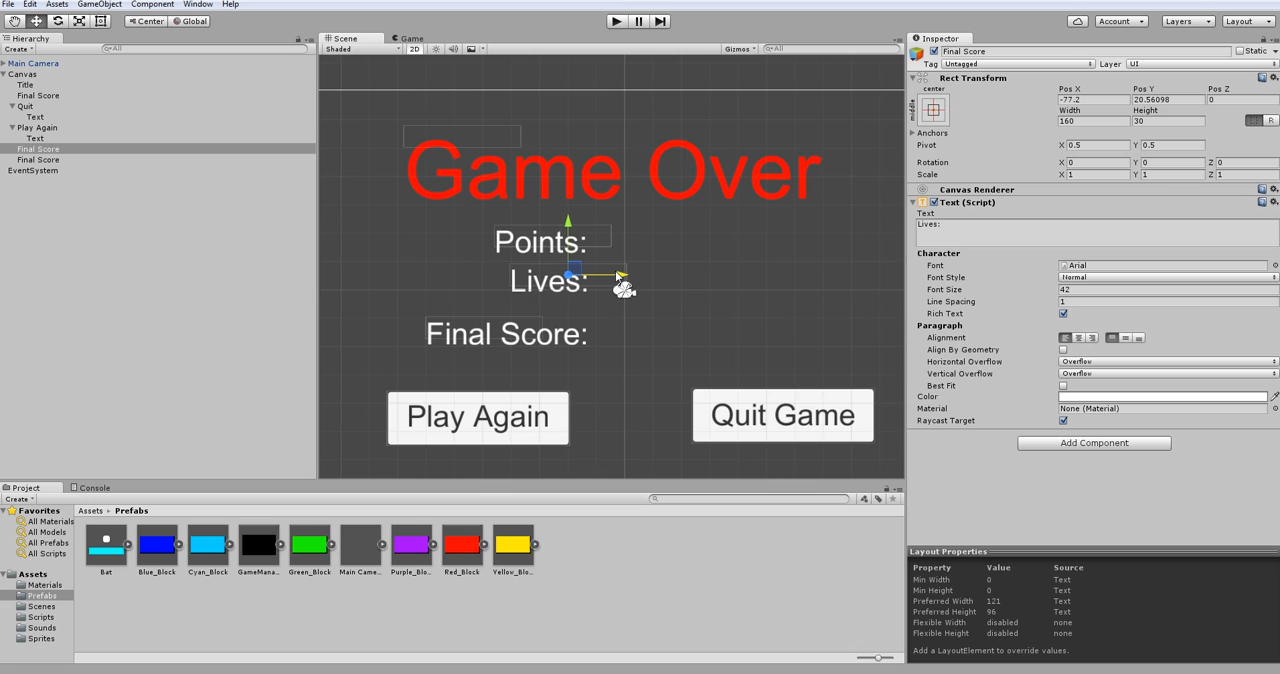 File Edit Assets GameObject Component Window Help
Center Global Account Layers Layout
Hierarchy
Create All
Main Camera
Canvas
Title
Final Score
Quit
Text
Play Again
Text
Final Score
Final Score
EventSystem
Scene Game
Shaded 2D Gizmos All
Game Over
Points:
Lives:
Final Score:
Play Again Quit Game
Inspector
Final Score Static
Tag Untagged Layer UI
Rect Transform
center
middle
Pos X Pos Y Pos Z
-77.2 20.56098 0
Width Height
160 30
R
Anchors
Pivot X 0.5 Y 0.5
Rotation X 0 Y 0 Z 0
Scale X 1 Y 1 Z 1
Canvas Renderer
Text (Script)
Text
Lives:
Character
Font Arial
Font Style Normal
Font Size 42
Line Spacing 1
Rich Text
Paragraph
Alignment
Align By Geometry
Horizontal Overflow Overflow
Vertical Overflow Overflow
Best Fit
Color
Material None (Material)
Raycast Target
Add Component
Layout Properties
Property Value Source
Min Width 0 Text
Min Height 0 Text
Preferred Width 121 Text
Preferred Height 96 Text
Flexible Width disabled none
Flexible Height disabled none
Add a LayoutElement to override values.
Project Console
Create
Favorites
All Materials
All Models
All Prefabs
All Scripts
Assets
Materials
Prefabs
Scenes
Scripts
Sounds
Sprites
Assets Prefabs
Bat Blue_Block Cyan_Block GameMana... Green_Block Main Came... Purple_Blo... Red_Block Yellow_Blo...